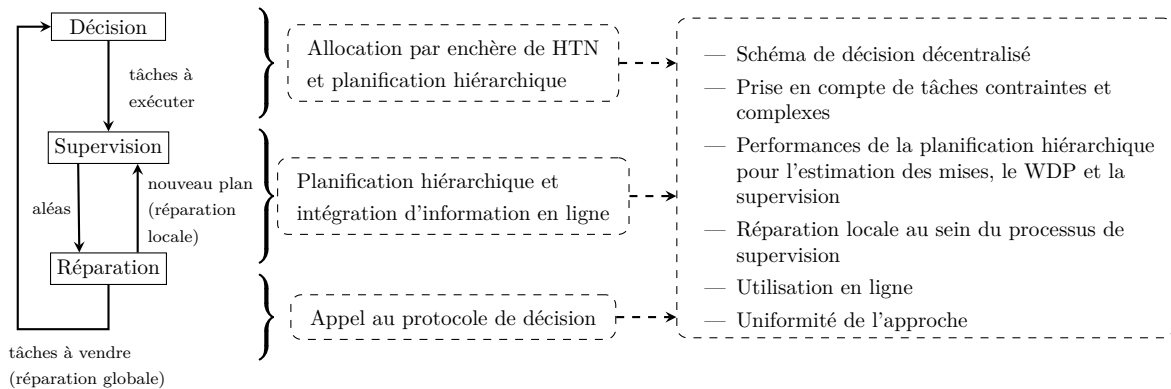 Décision
tâches à
exécuter
Supervision
aléas
nouveau plan
(réparation
locale)
Réparation
tâches à vendre
(réparation globale)
Allocation par enchère de HTN
et planification hiérarchique
Planification hiérarchique et
intégration d'information en ligne
Appel au protocole de décision
— Schéma de décision décentralisé
— Prise en compte de tâches contraintes et
complexes
— Performances de la planification hiérarchique
pour l'estimation des mises, le WDP et la
supervision
— Réparation locale au sein du processus de
supervision
— Utilisation en ligne
— Uniformité de l'approche